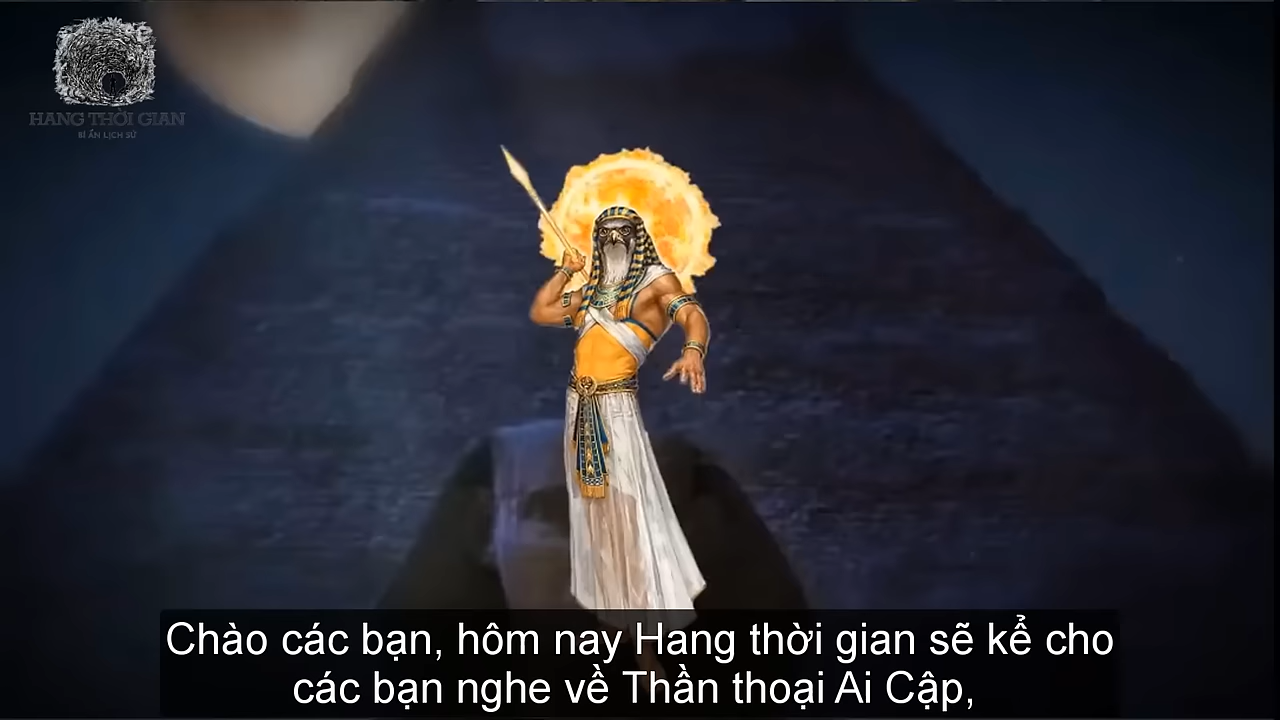 HANG THỜI GIAN
BÍ ẨN LỊCH SỬ
Chào các bạn, hôm nay Hang thời gian sẽ kể cho
các bạn nghe về Thần thoại Ai Cập,